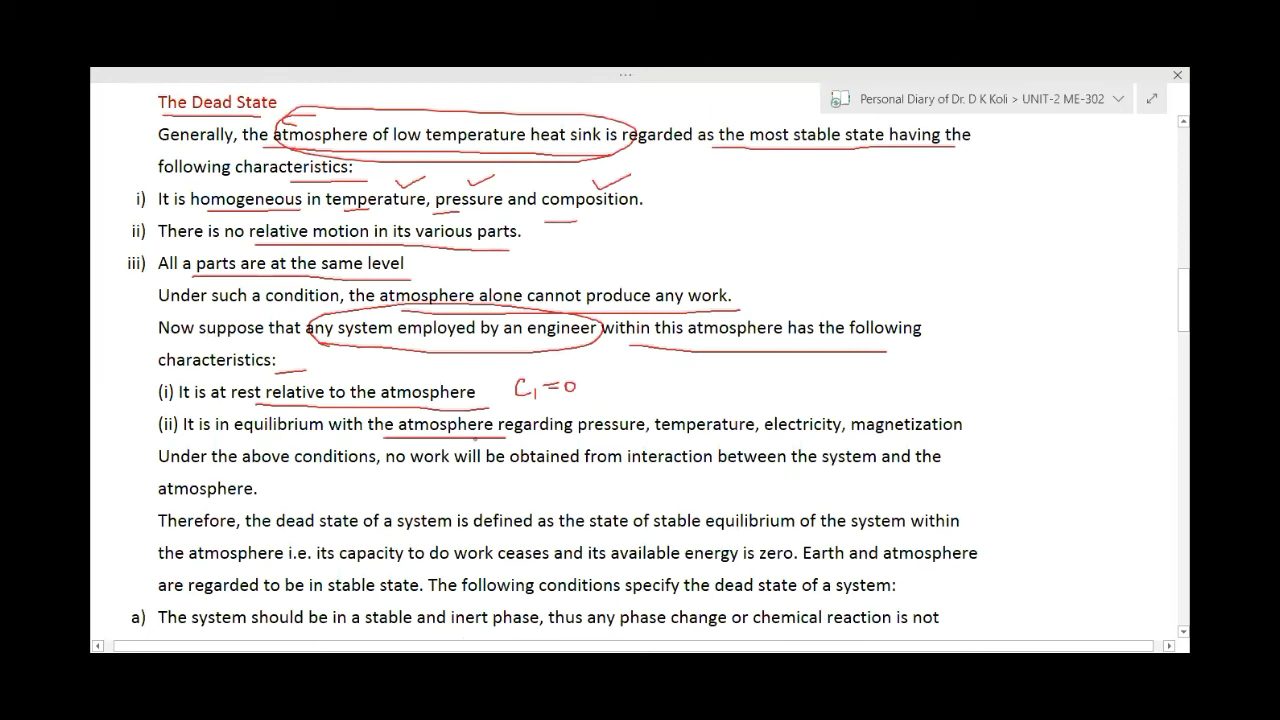 The Dead State
Personal Diary of Dr. D K Koli > UNIT-2 ME-302
Generally, the atmosphere of low temperature heat sink is regarded as the most stable state having the
following characteristics:
i) It is homogeneous in temperature, pressure and composition.
ii) There is no relative motion in its various parts.
iii) All a parts are at the same level
Under such a condition, the atmosphere alone cannot produce any work.
Now suppose that any system employed by an engineer within this atmosphere has the following
characteristics:
(i) It is at rest relative to the atmosphere C₁=0
(ii) It is in equilibrium with the atmosphere regarding pressure, temperature, electricity, magnetization
Under the above conditions, no work will be obtained from interaction between the system and the
atmosphere.
Therefore, the dead state of a system is defined as the state of stable equilibrium of the system within
the atmosphere i.e. its capacity to do work ceases and its available energy is zero. Earth and atmosphere
are regarded to be in stable state. The following conditions specify the dead state of a system:
a) The system should be in a stable and inert phase, thus any phase change or chemical reaction is not